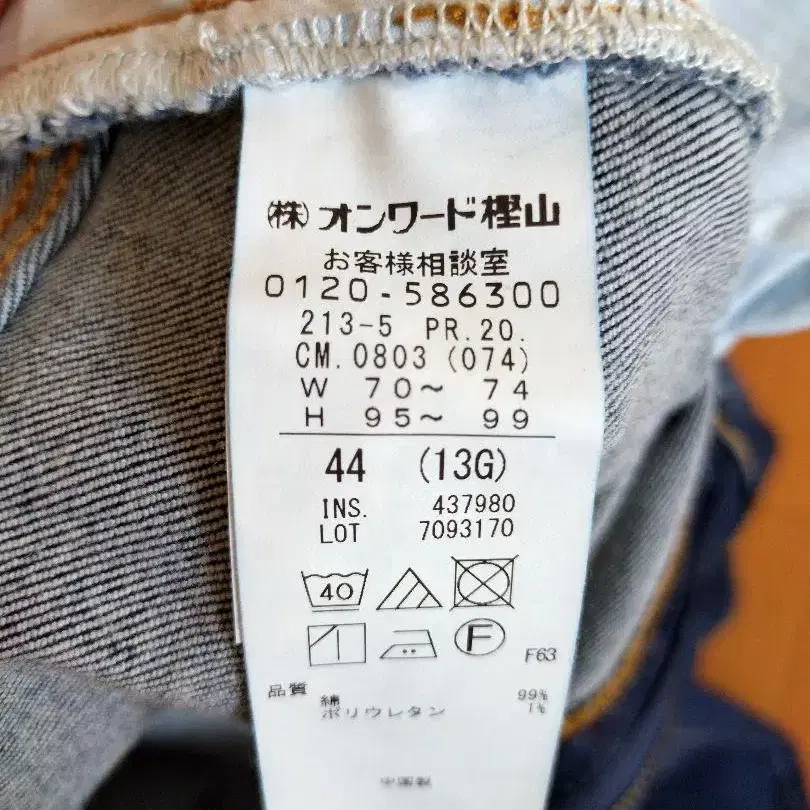 ㈱オンワード樫山
お客様相談室
0120-586300
213-5 PR.20.
CM.0803(074)
W 70～ 74
H 95～ 99
44 (13G)
INS. 437980
LOT 7093170
40
F
F63
品質 綿 99%
ポリウレタン 1%
中国製